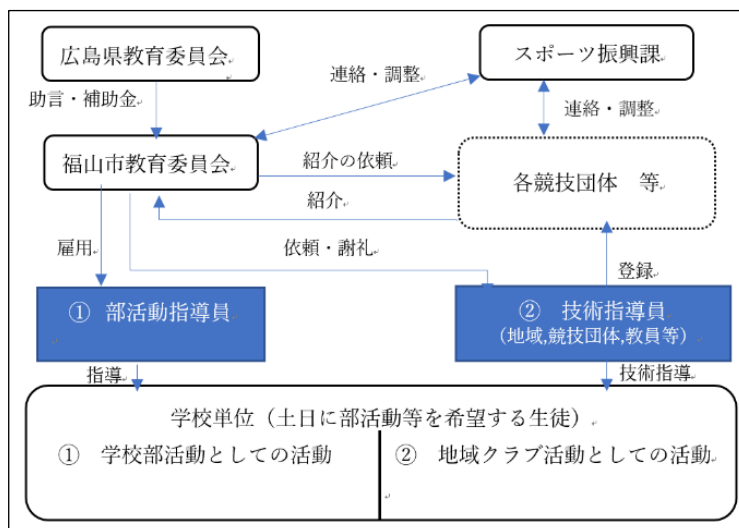 広島県教育委員会
スポーツ振興課
連絡・調整
助言・補助金
連絡・調整
福山市教育委員会
紹介の依頼
各競技団体　等
紹介
雇用
依頼・謝礼
登録
①　部活動指導員
②　技術指導員
(地域,競技団体,教員等)
指導
技術指導
学校単位（土日に部活動等を希望する生徒）
①　学校部活動としての活動
②　地域クラブ活動としての活動